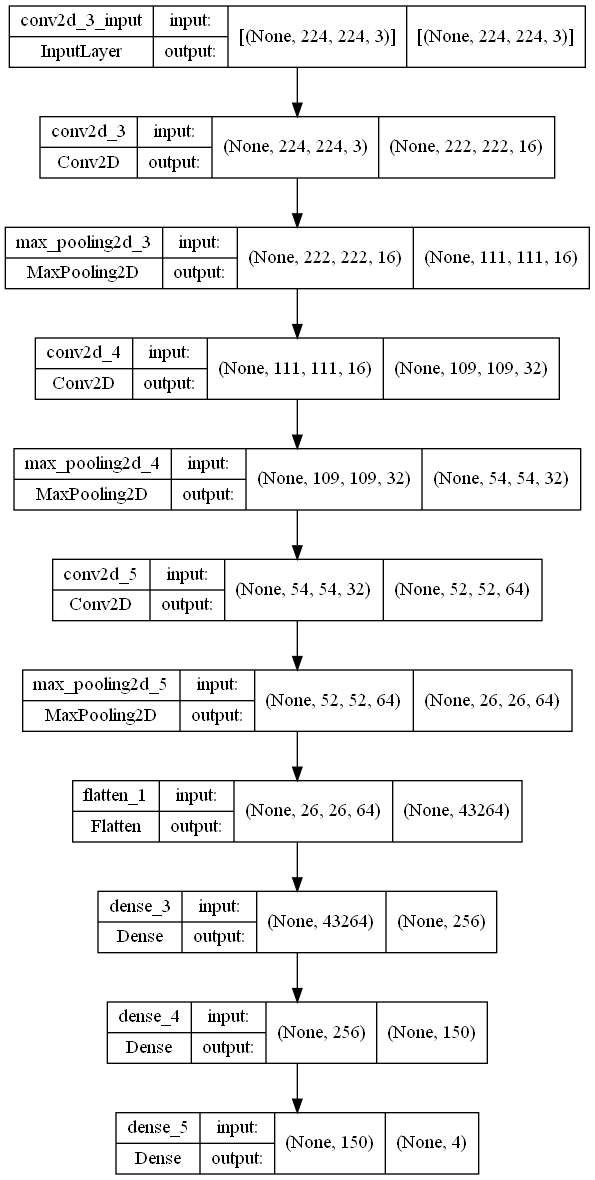 conv2d_3_input input: [(None, 224, 224, 3)] [(None, 224, 224, 3)]
InputLayer output:
conv2d_3 input: (None, 224, 224, 3) (None, 222, 222, 16)
Conv2D output:
max_pooling2d_3 input: (None, 222, 222, 16) (None, 111, 111, 16)
MaxPooling2D output:
conv2d_4 input: (None, 111, 111, 16) (None, 109, 109, 32)
Conv2D output:
max_pooling2d_4 input: (None, 109, 109, 32) (None, 54, 54, 32)
MaxPooling2D output:
conv2d_5 input: (None, 54, 54, 32) (None, 52, 52, 64)
Conv2D output:
max_pooling2d_5 input: (None, 52, 52, 64) (None, 26, 26, 64)
MaxPooling2D output:
flatten_1 input: (None, 26, 26, 64) (None, 43264)
Flatten output:
dense_3 input: (None, 43264) (None, 256)
Dense output:
dense_4 input: (None, 256) (None, 150)
Dense output:
dense_5 input: (None, 150) (None, 4)
Dense output: